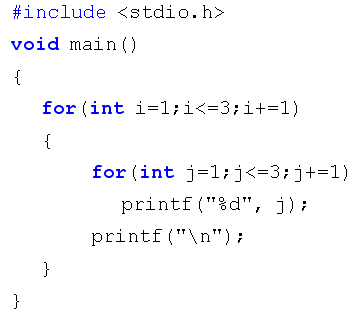 #include <stdio.h>
void main()
{
for(int i=1;i<=3;i+=1)
{
for(int j=1;j<=3;j+=1)
printf("%d", j);
printf("\n");
}
}